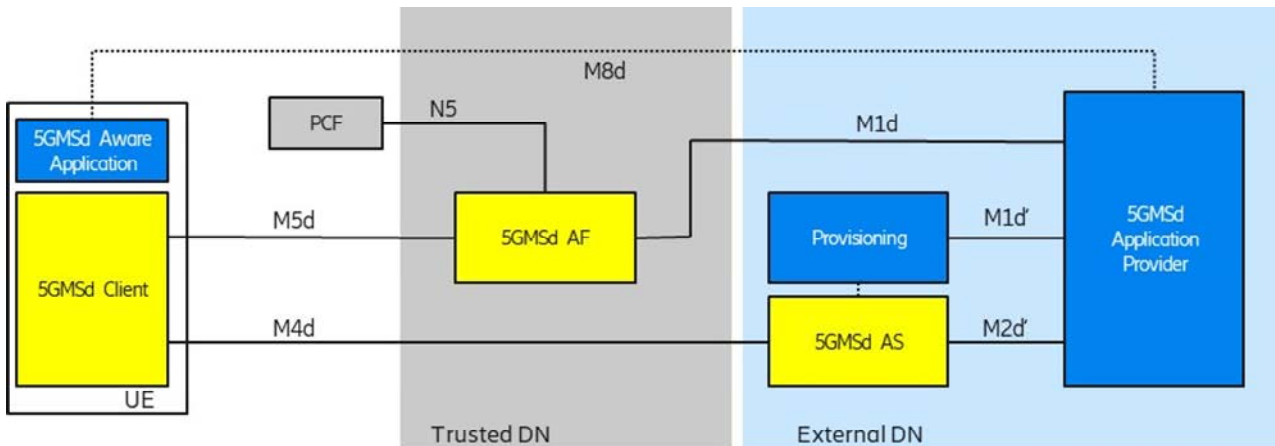 M8d
PCF
N5
M1d
5GMSd Aware
Application
M5d
5GMSd AF
Provisioning
M1d'
5GMSd
Application
Provider
5GMSd Client
M4d
5GMSd AS
M2d'
UE
Trusted DN
External DN